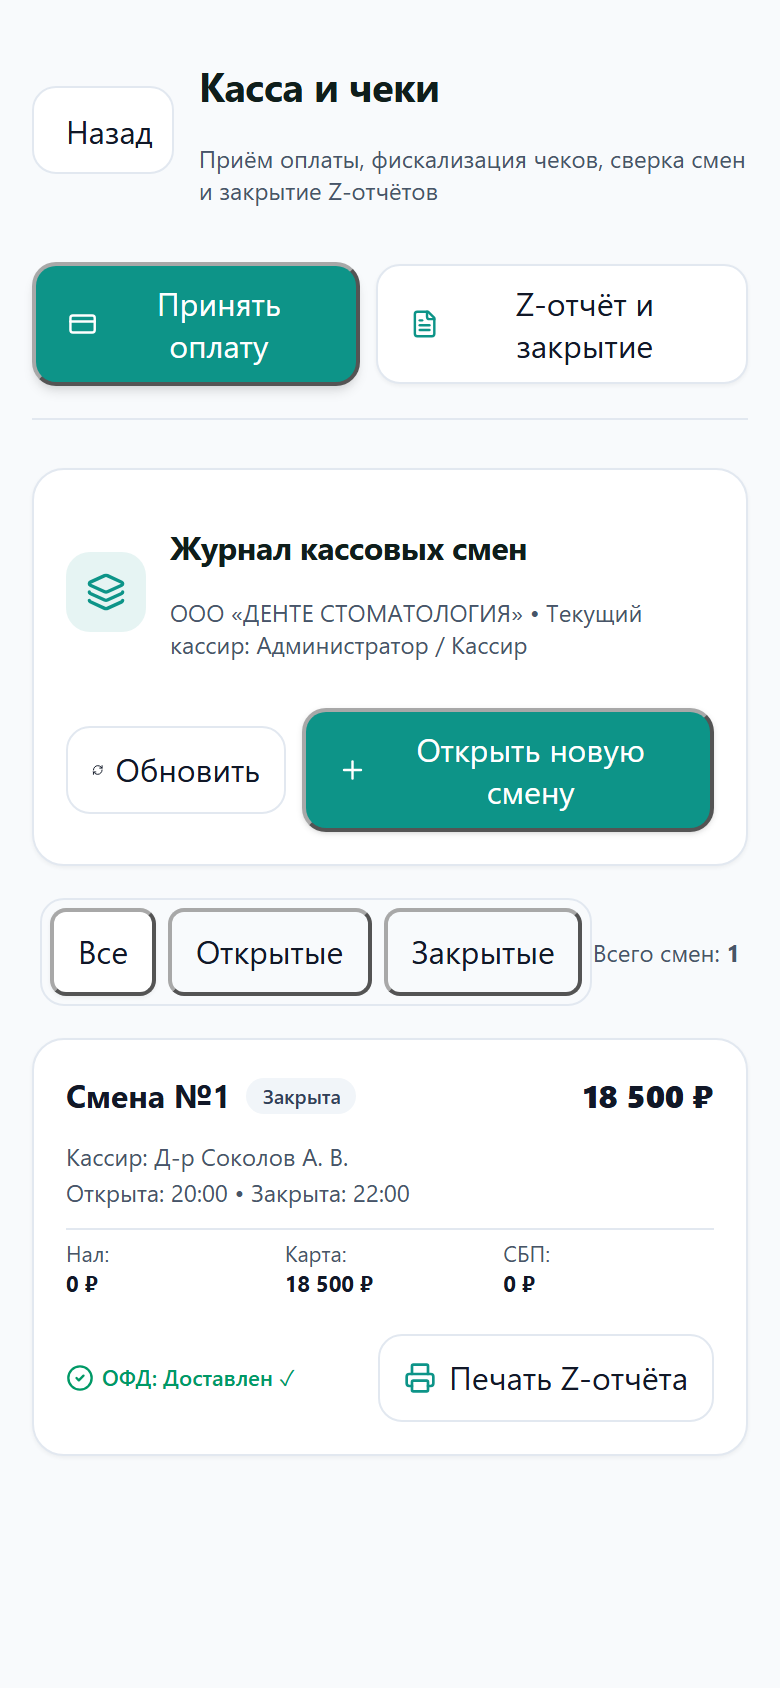 Назад
Касса и чеки
Приём оплаты, фискализация чеков, сверка смен
и закрытие Z-отчётов
Принять
оплату
Z-отчёт и
закрытие
Журнал кассовых смен
ООО «ДЕНТЕ СТОМАТОЛОГИЯ» • Текущий
кассир: Администратор / Кассир
Обновить
Открыть новую
смену
Все
Открытые
Закрытые
Всего смен: 1
Смена №1
Закрыта
18 500 ₽
Кассир: Д-р Соколов А. В.
Открыта: 20:00 • Закрыта: 22:00
Нал:
Карта:
СБП:
0 ₽
18 500 ₽
0 ₽
ОФД: Доставлен ✓
Печать Z-отчёта